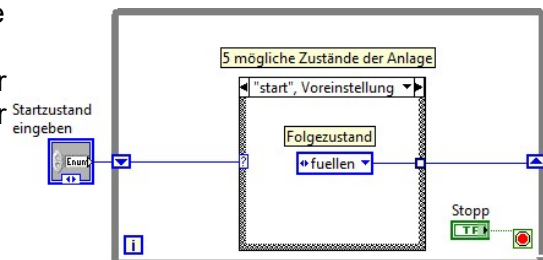 e
r
r
5 mögliche Zustände der Anlage
"start", Voreinstellung
Startzustand
eingeben
Enum
Folgezustand
fuellen
?
Stopp
TF
i